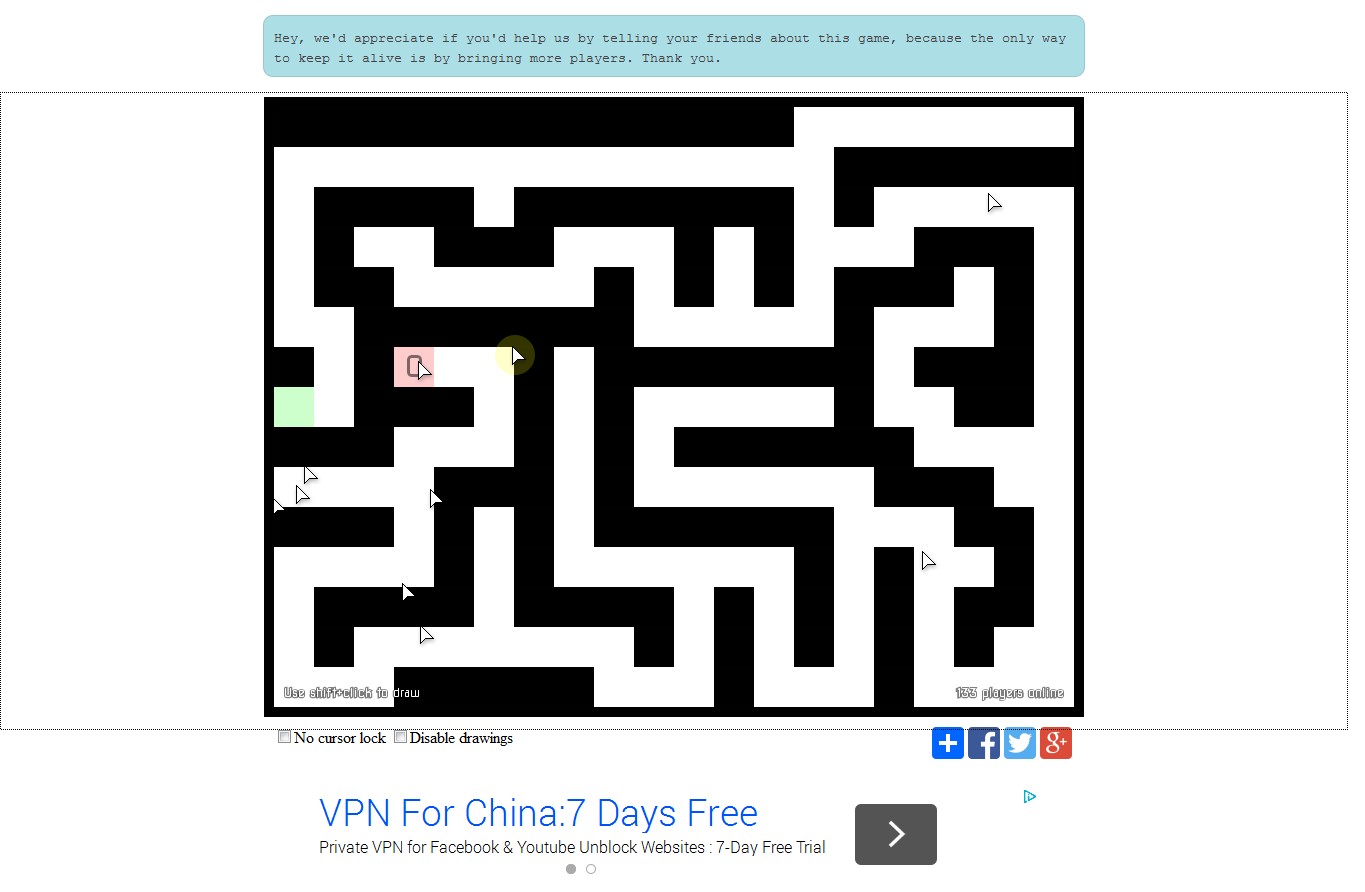 Hey, we'd appreciate if you'd help us by telling your friends about this game, because the only way
to keep it alive is by bringing more players. Thank you.
0
Use shift+click to draw
133 players online
No cursor lock
Disable drawings
VPN For China:7 Days Free
Private VPN for Facebook & Youtube Unblock Websites : 7-Day Free Trial